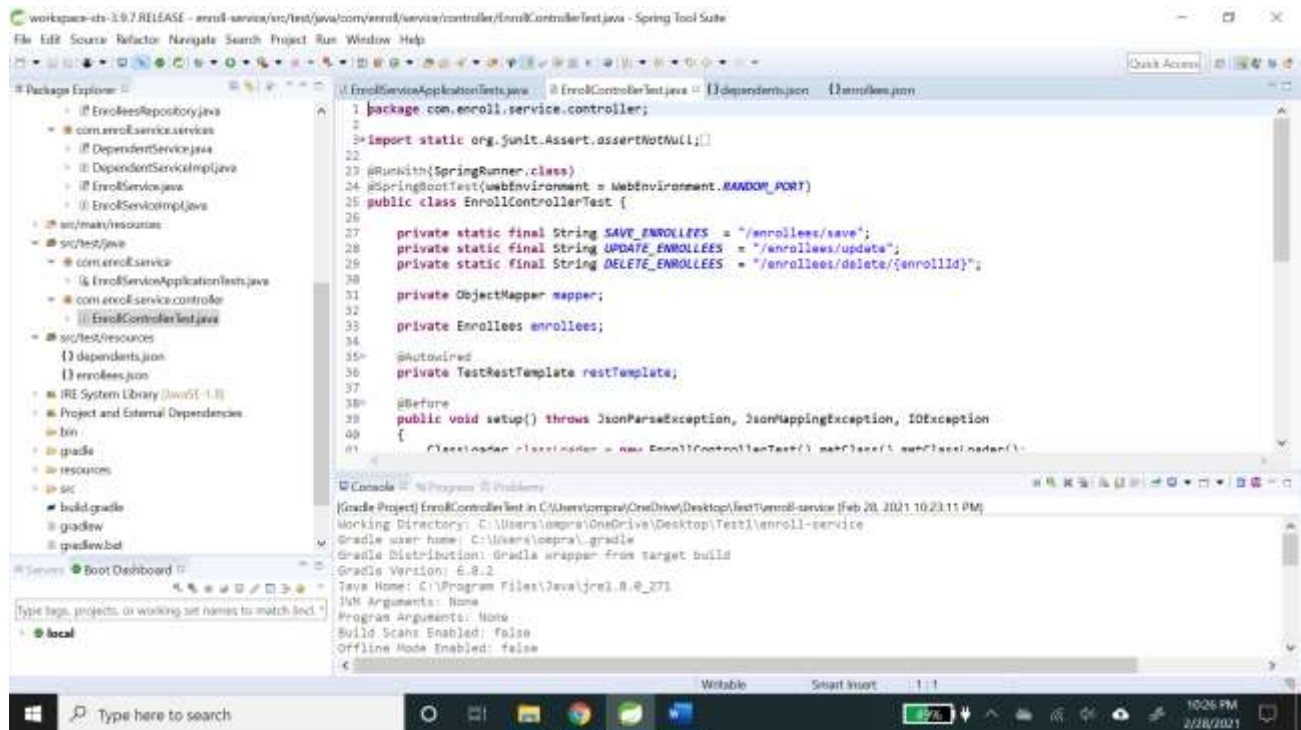 workspace-sts-3.9.7.RELEASE - enroll-service/src/test/java/com/enroll/service/controller/EnrollControllerTest.java - Spring Tool Suite
File Edit Source Refactor Navigate Search Project Run Window Help
Quick Access
Package Explorer
EnrolleesRepository.java
com.enroll.service.services
DependentService.java
DependentServiceImpl.java
EnrollService.java
EnrollServiceImpl.java
src/main/resources
src/test/java
com.enroll.service
EnrollServiceApplicationTests.java
com.enroll.service.controller
EnrollControllerTest.java
src/test/resources
dependents.json
enrollees.json
JRE System Library [JavaSE-1.8]
Project and External Dependencies
bin
gradle
resources
src
build.gradle
gradlew
gradlew.bat
Servers Boot Dashboard
Type tags, projects, or working set names to match (incl. *
local
EnrollServiceApplicationTests.java EnrollControllerTest.java dependents.json enrollees.json
1 package com.enroll.service.controller;
2
3 import static org.junit.Assert.assertNotNull;
22
23 @RunWith(SpringRunner.class)
24 @SpringBootTest(webEnvironment = WebEnvironment.RANDOM_PORT)
25 public class EnrollControllerTest {
26
27 private static final String SAVE_ENROLLEES = "/enrollees/save";
28 private static final String UPDATE_ENROLLEES = "/enrollees/update";
29 private static final String DELETE_ENROLLEES = "/enrollees/delete/{enrollId}";
30
31 private ObjectMapper mapper;
32
33 private Enrollees enrollees;
34
35 @Autowired
36 private TestRestTemplate restTemplate;
37
38 @Before
39 public void setup() throws JsonParseException, JsonMappingException, IOException
40 {
41 ClassLoader classLoader = new EnrollControllerTest().getClass().getClassLoader();
Console Progress Problems
[Gradle Project] EnrollControllerTest in C:\Users\ompra\OneDrive\Desktop\Test1\enroll-service (Feb 28, 2021 10:23:11 PM)
Working Directory: C:\Users\ompra\OneDrive\Desktop\Test1\enroll-service
Gradle user home: C:\Users\ompra\.gradle
Gradle Distribution: Gradle wrapper from target build
Gradle Version: 6.8.2
Java Home: C:\Program Files\Java\jre1.8.0_271
JVM Arguments: None
Program Arguments: None
Build Scans Enabled: false
Offline Mode Enabled: false
Writable Smart Insert 1 : 1
Type here to search
49%
10:26 PM
2/28/2021